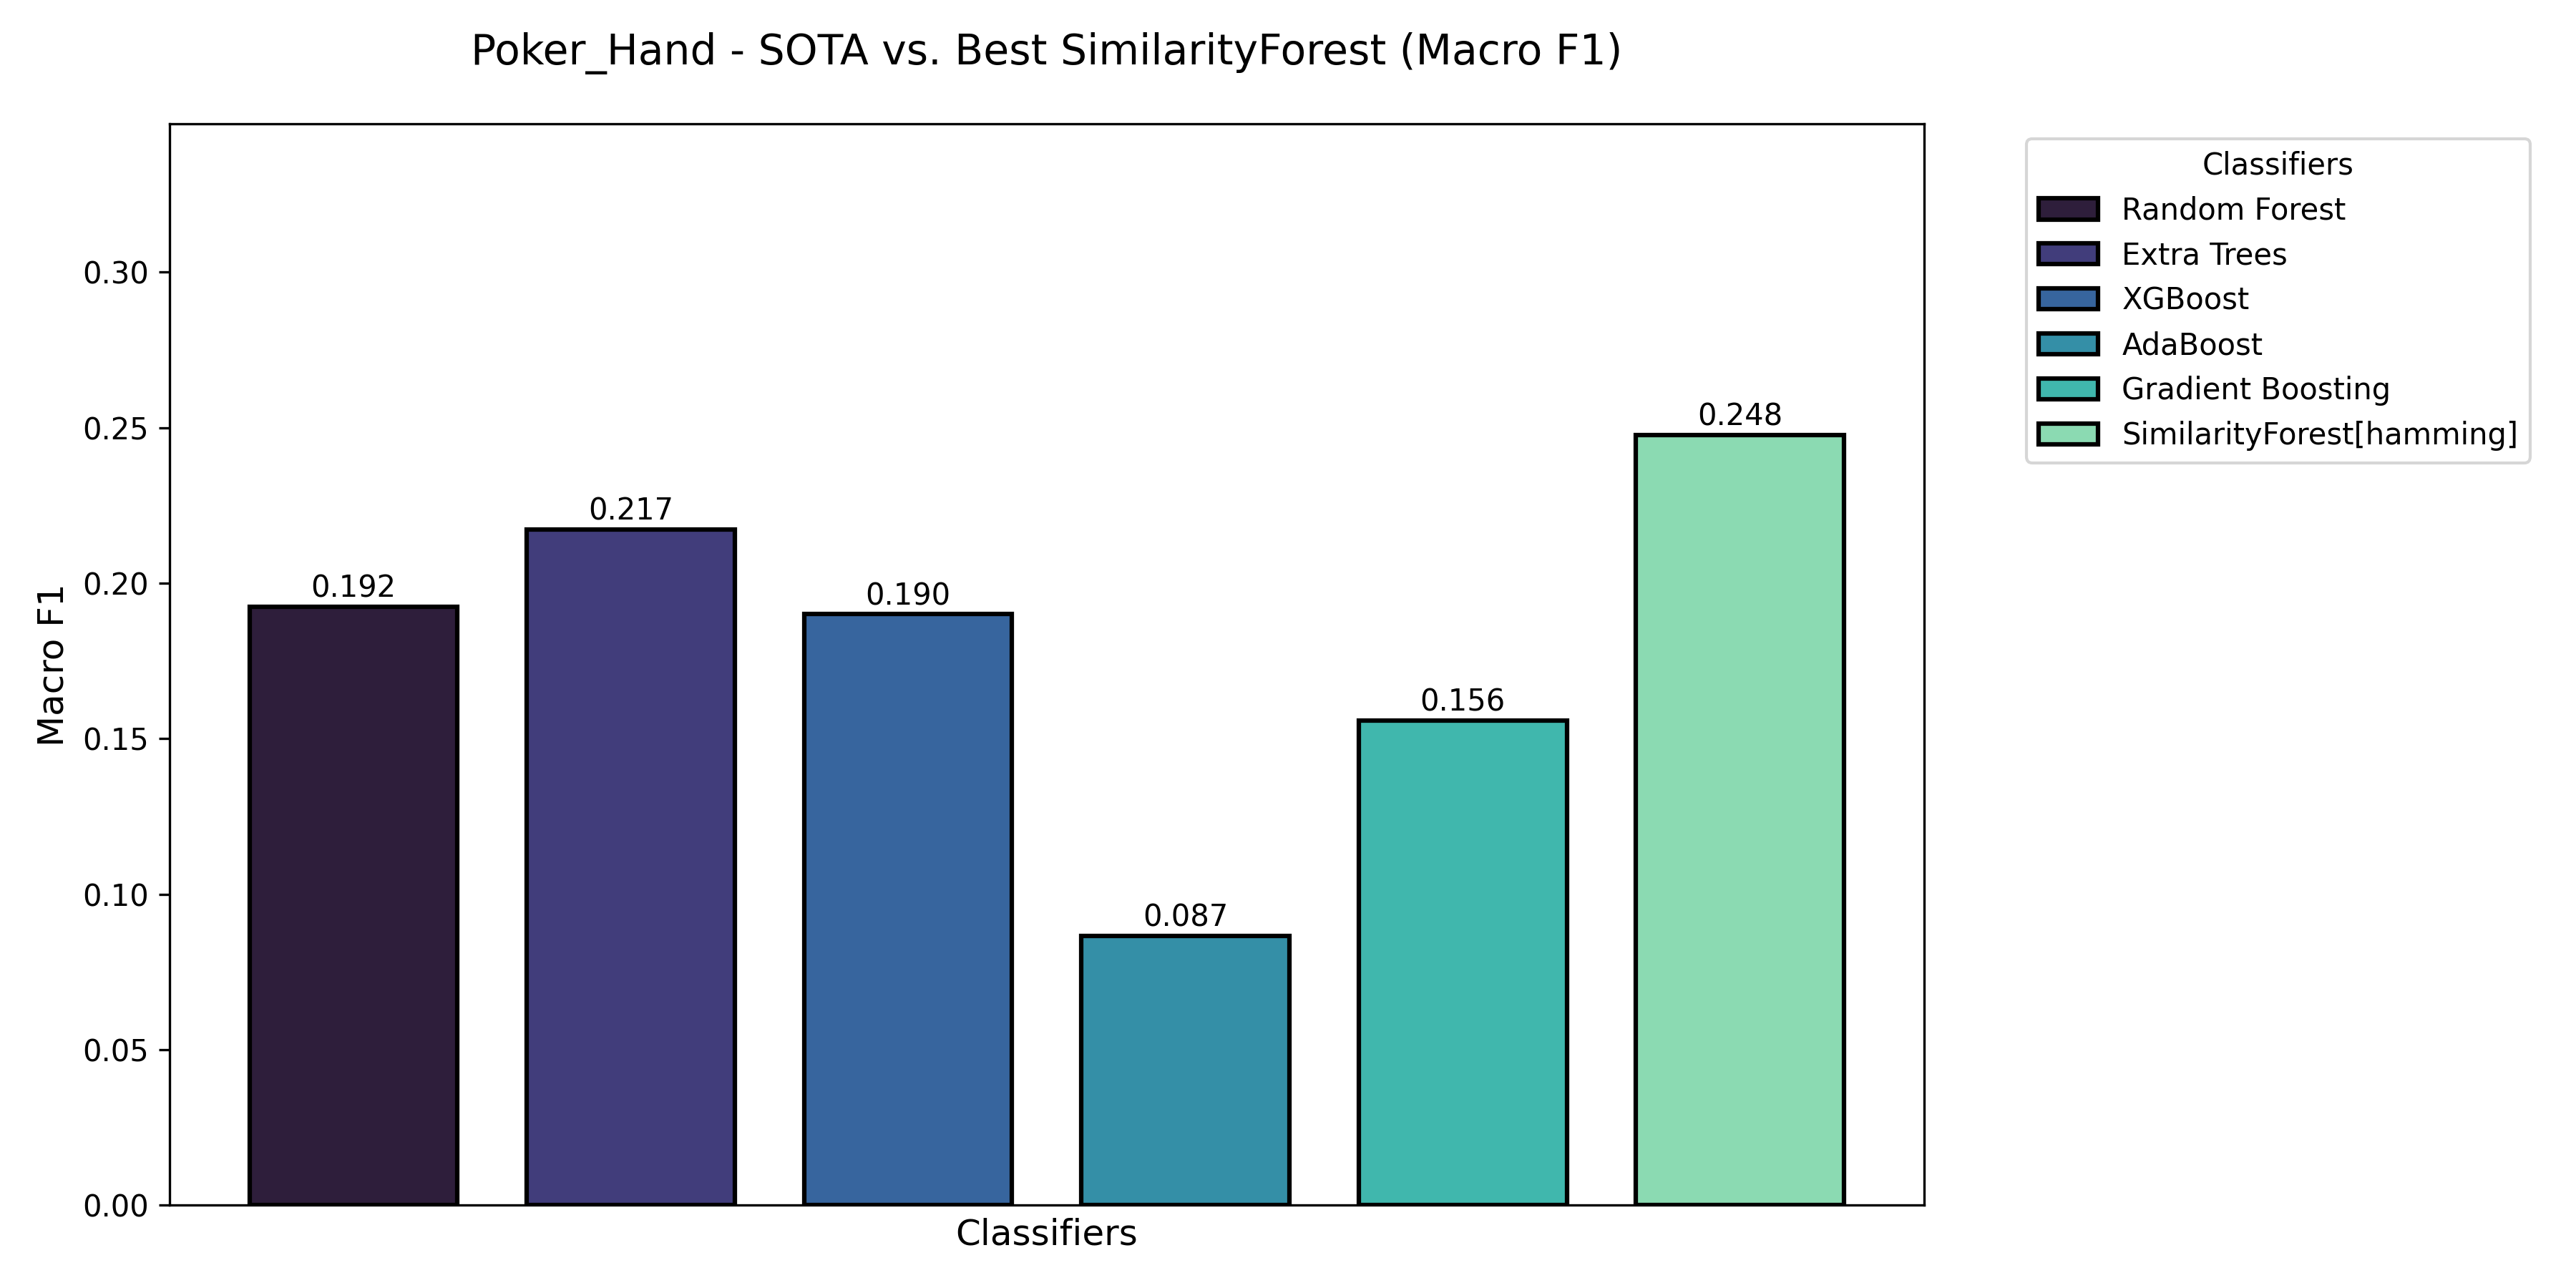 Poker_Hand - SOTA vs. Best SimilarityForest (Macro F1)
Macro F1
0.30
0.25
0.20
0.15
0.10
0.05
0.00
0.192
0.217
0.190
0.087
0.156
0.248
Classifiers
Classifiers
Random Forest
Extra Trees
XGBoost
AdaBoost
Gradient Boosting
SimilarityForest[hamming]